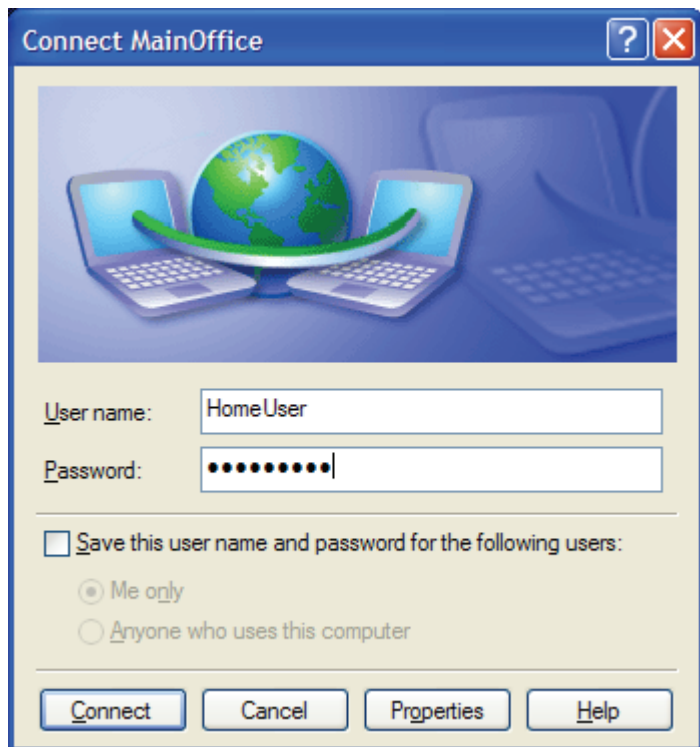 Connect MainOffice
User name:
HomeUser
Password:
•••••••••
Save this user name and password for the following users:
Me only
Anyone who uses this computer
Connect
Cancel
Properties
Help